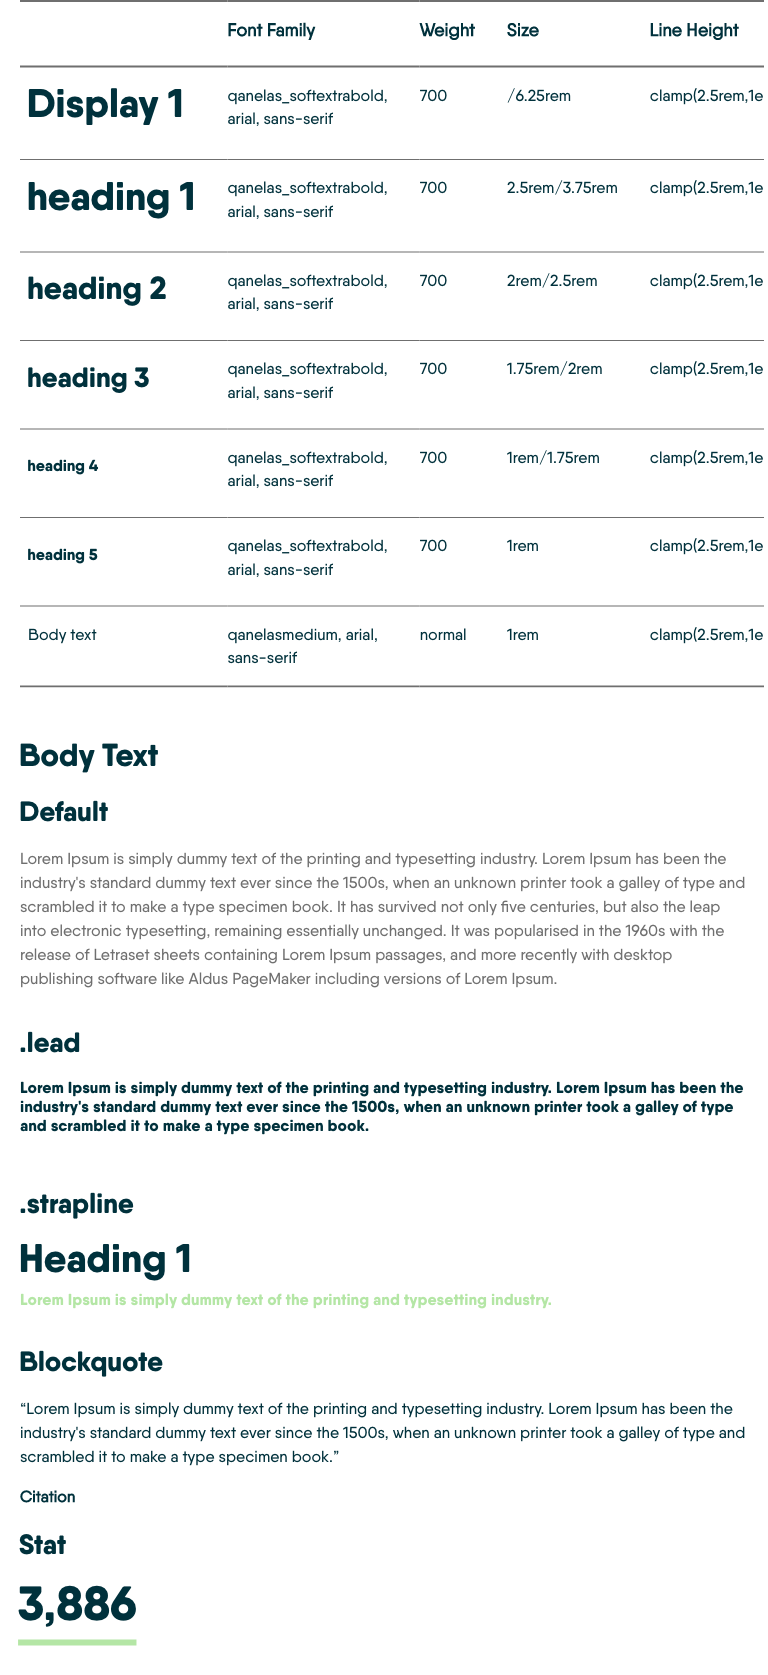 Font Family Weight Size Line Height
Display 1 qanelas_softextrabold, 700 /6.25rem clamp(2.5rem,1e
arial, sans-serif
heading 1 qanelas_softextrabold, 700 2.5rem/3.75rem clamp(2.5rem,1e
arial, sans-serif
heading 2 qanelas_softextrabold, 700 2rem/2.5rem clamp(2.5rem,1e
arial, sans-serif
heading 3 qanelas_softextrabold, 700 1.75rem/2rem clamp(2.5rem,1e
arial, sans-serif
heading 4 qanelas_softextrabold, 700 1rem/1.75rem clamp(2.5rem,1e
arial, sans-serif
heading 5 qanelas_softextrabold, 700 1rem clamp(2.5rem,1e
arial, sans-serif
Body text qanelasmedium, arial, normal 1rem clamp(2.5rem,1e
sans-serif
Body Text
Default
Lorem Ipsum is simply dummy text of the printing and typesetting industry. Lorem Ipsum has been the
industry's standard dummy text ever since the 1500s, when an unknown printer took a galley of type and
scrambled it to make a type specimen book. It has survived not only five centuries, but also the leap
into electronic typesetting, remaining essentially unchanged. It was popularised in the 1960s with the
release of Letraset sheets containing Lorem Ipsum passages, and more recently with desktop
publishing software like Aldus PageMaker including versions of Lorem Ipsum.
.lead
Lorem Ipsum is simply dummy text of the printing and typesetting industry. Lorem Ipsum has been the
industry's standard dummy text ever since the 1500s, when an unknown printer took a galley of type
and scrambled it to make a type specimen book.
.strapline
Heading 1
Lorem Ipsum is simply dummy text of the printing and typesetting industry.
Blockquote
“Lorem Ipsum is simply dummy text of the printing and typesetting industry. Lorem Ipsum has been the
industry's standard dummy text ever since the 1500s, when an unknown printer took a galley of type and
scrambled it to make a type specimen book.”
Citation
Stat
3,886